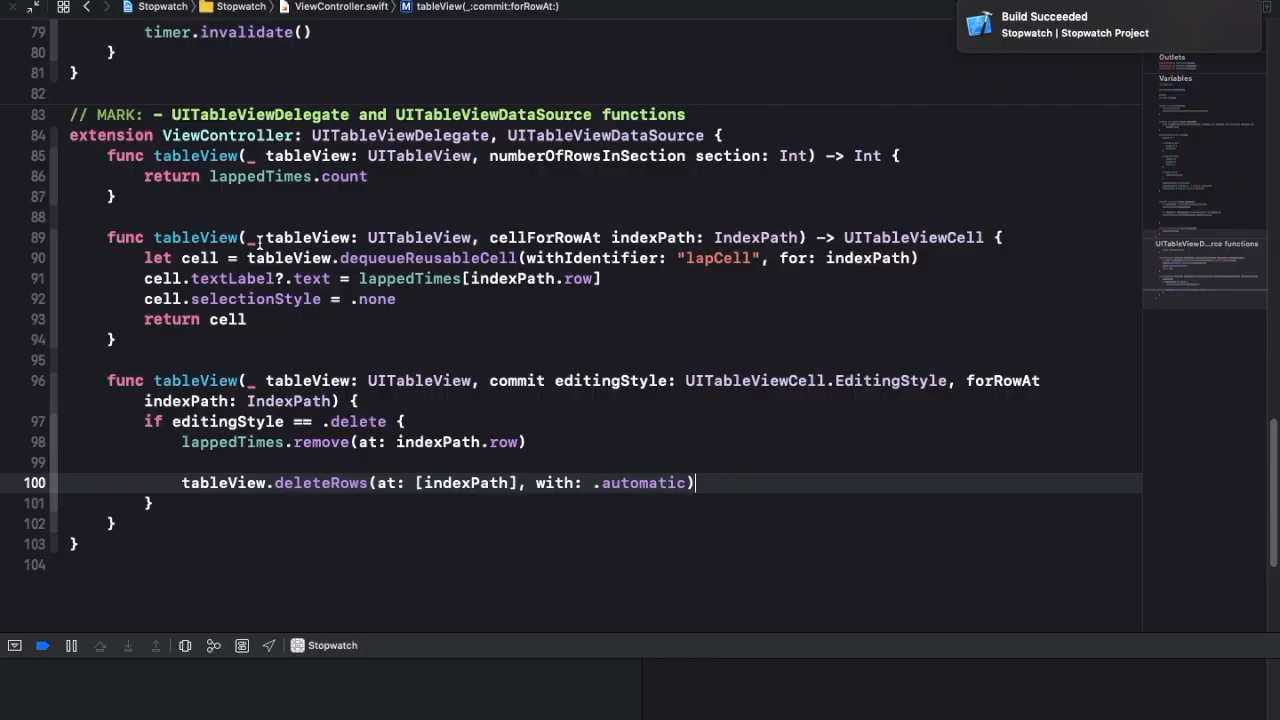 Stopwatch Stopwatch ViewController.swift M tableView(_:commit:forRowAt:)
Build Succeeded
Stopwatch | Stopwatch Project
79 timer.invalidate()
80 }
81 }
82
83 // MARK: - UITableViewDelegate and UITableViewDataSource functions
84 extension ViewController: UITableViewDelegate, UITableViewDataSource {
85 func tableView(_ tableView: UITableView, numberOfRowsInSection section: Int) -> Int {
86 return lappedTimes.count
87 }
88
89 func tableView(_ tableView: UITableView, cellForRowAt indexPath: IndexPath) -> UITableViewCell {
90 let cell = tableView.dequeueReusableCell(withIdentifier: "lapCell", for: indexPath)
91 cell.textLabel?.text = lappedTimes[indexPath.row]
92 cell.selectionStyle = .none
93 return cell
94 }
95
96 func tableView(_ tableView: UITableView, commit editingStyle: UITableViewCell.EditingStyle, forRowAt
indexPath: IndexPath) {
97 if editingStyle == .delete {
98 lappedTimes.remove(at: indexPath.row)
99
100 tableView.deleteRows(at: [indexPath], with: .automatic)
101 }
102 }
103 }
104
Outlets
Variables
UITableViewD...rce functions
Stopwatch